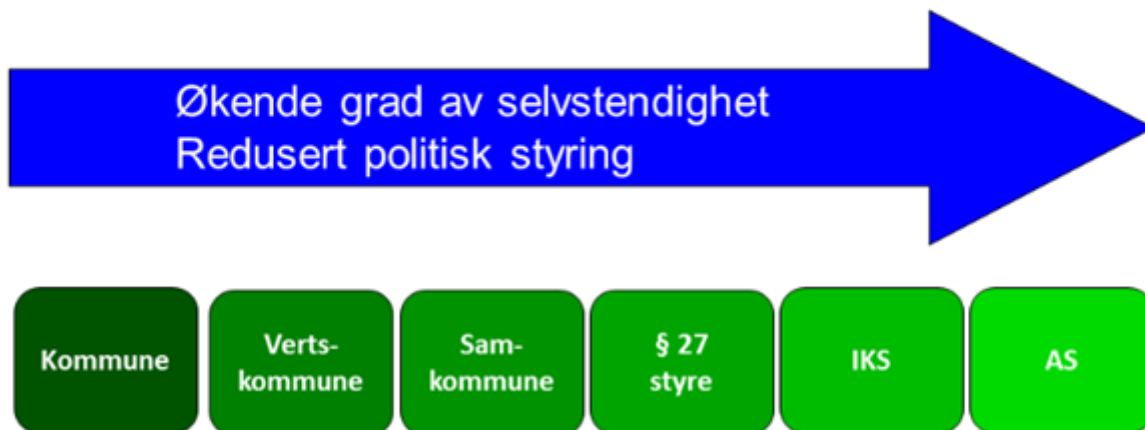 Økende grad av selvstendighet
Redusert politisk styring
Kommune
Verts-
kommune
Sam-
kommune
§ 27
styre
IKS
AS